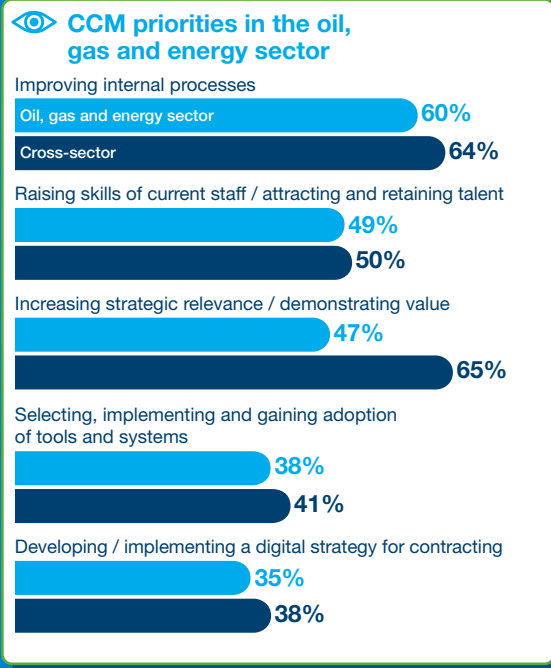 CCM priorities in the oil,
gas and energy sector
Improving internal processes
Oil, gas and energy sector
60%
Cross-sector
64%
Raising skills of current staff / attracting and retaining talent
49%
50%
Increasing strategic relevance / demonstrating value
47%
65%
Selecting, implementing and gaining adoption
of tools and systems
38%
41%
Developing / implementing a digital strategy for contracting
35%
38%